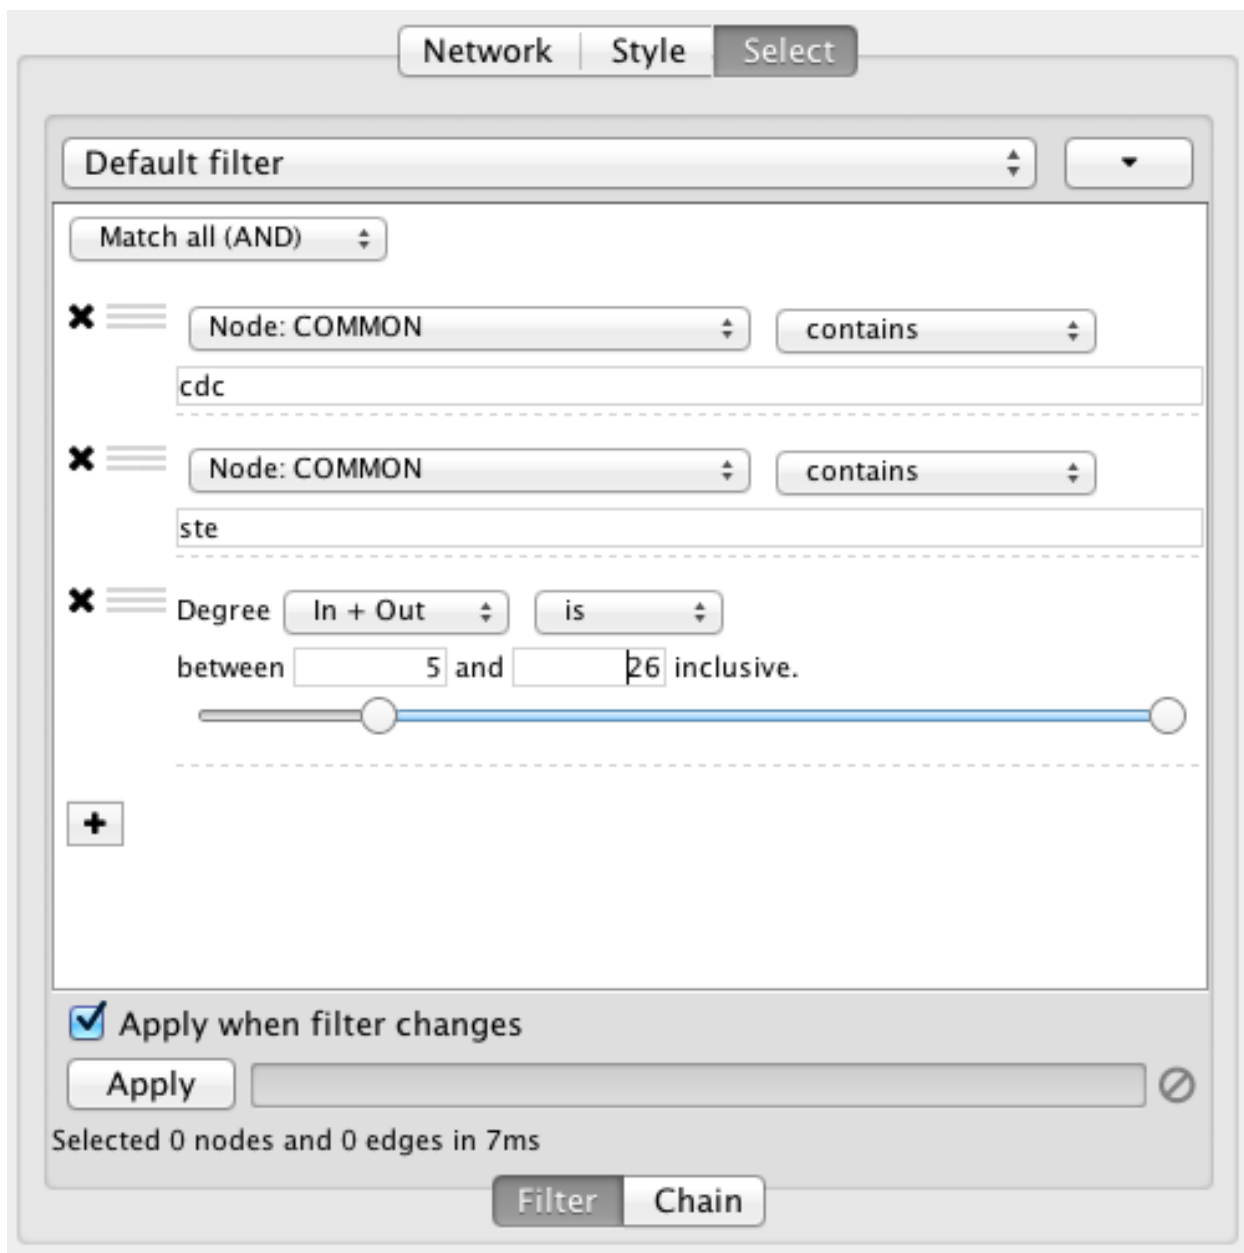 Network Style Select
Default filter
Match all (AND)
Node: COMMON contains
cdc
Node: COMMON contains
ste
Degree In + Out is
between 5 and 26 inclusive.
Apply when filter changes
Apply
Selected 0 nodes and 0 edges in 7ms
Filter Chain